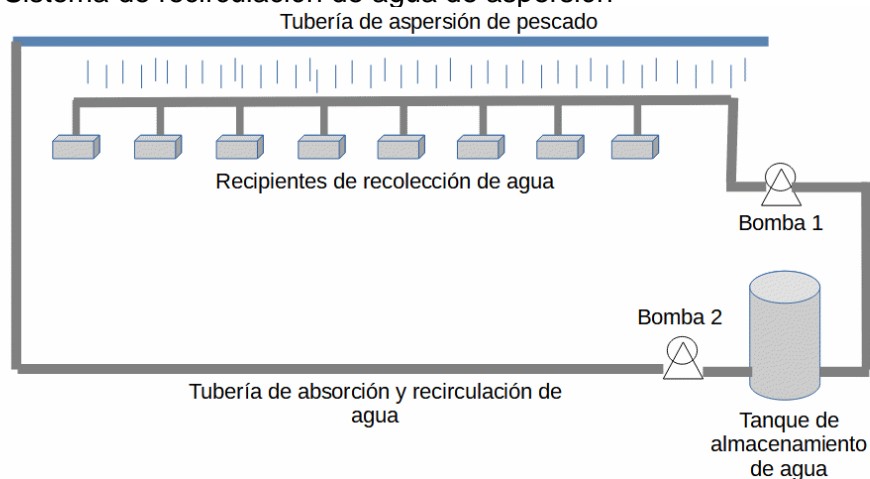 Sistema de recirculación de agua de aspersión
Tubería de aspersión de pescado
Recipientes de recolección de agua
Bomba 1
Bomba 2
Tubería de absorción y recirculación de
agua
Tanque de
almacenamiento
de agua